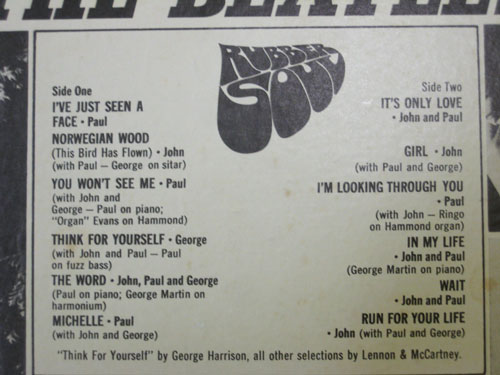 THE BEATLES
RUBBER
SOUL
Side One
I'VE JUST SEEN A
FACE • Paul
NORWEGIAN WOOD
(This Bird Has Flown) • John
(with Paul – George on sitar)
YOU WON'T SEE ME • Paul
(with John and
George – Paul on piano;
"Organ" Evans on Hammond)
THINK FOR YOURSELF • George
(with John and Paul – Paul
on fuzz bass)
THE WORD • John, Paul and George
(Paul on piano; George Martin on
harmonium)
MICHELLE • Paul
(with John and George)
Side Two
IT'S ONLY LOVE
• John and Paul
GIRL • John
(with Paul and George)
I'M LOOKING THROUGH YOU
• Paul
(with John – Ringo
on Hammond organ)
IN MY LIFE
• John and Paul
(George Martin on piano)
WAIT
• John and Paul
RUN FOR YOUR LIFE
• John (with Paul and George)
"Think For Yourself" by George Harrison, all other selections by Lennon & McCartney.